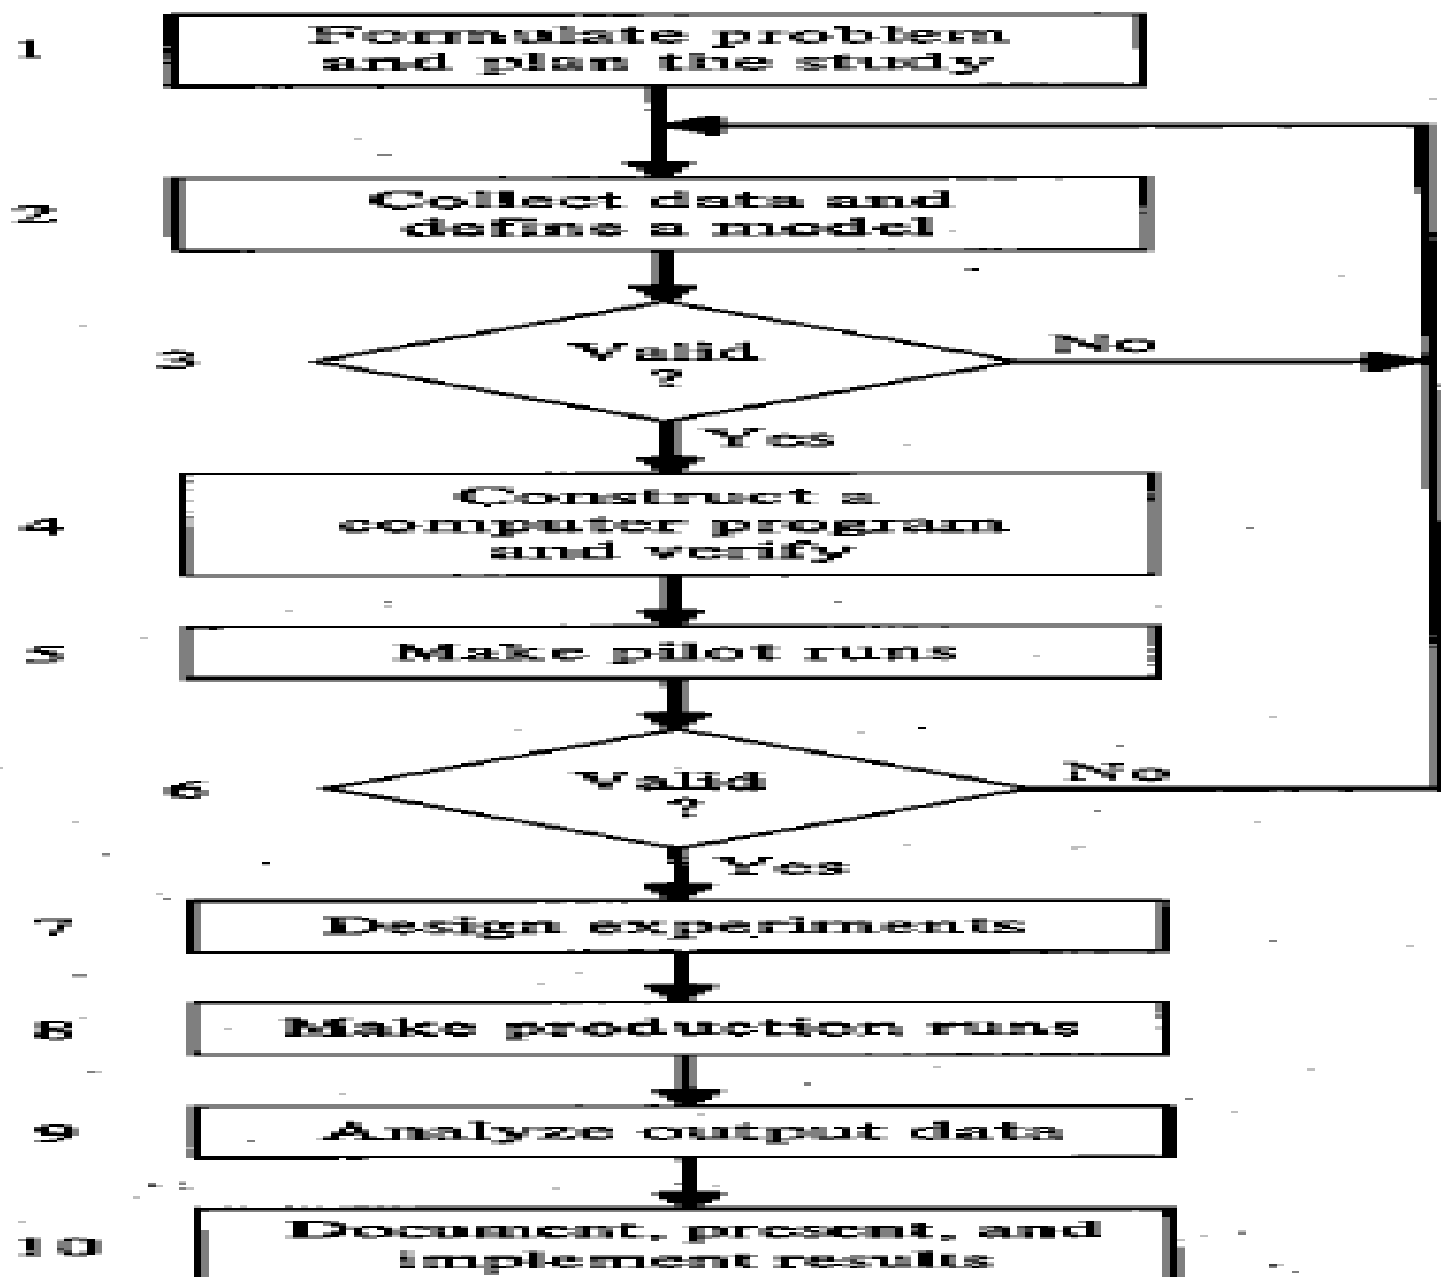 1
Formulate problem
and plan the study
2
Collect data and
define a model
3
Valid
?
No
Yes
4
Construct a
computer program
and verify
5
Make pilot runs
6
Valid
?
No
Yes
7
Design experiments
8
Make production runs
9
Analyze output data
10
Document, present, and
implement results